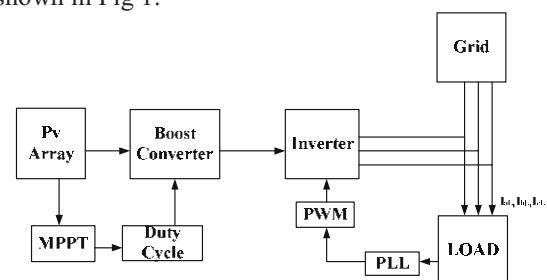 shown in Fig 1.
Grid
Pv
Array
Boost
Converter
Inverter
MPPT
Duty
Cycle
PWM
PLL
LOAD